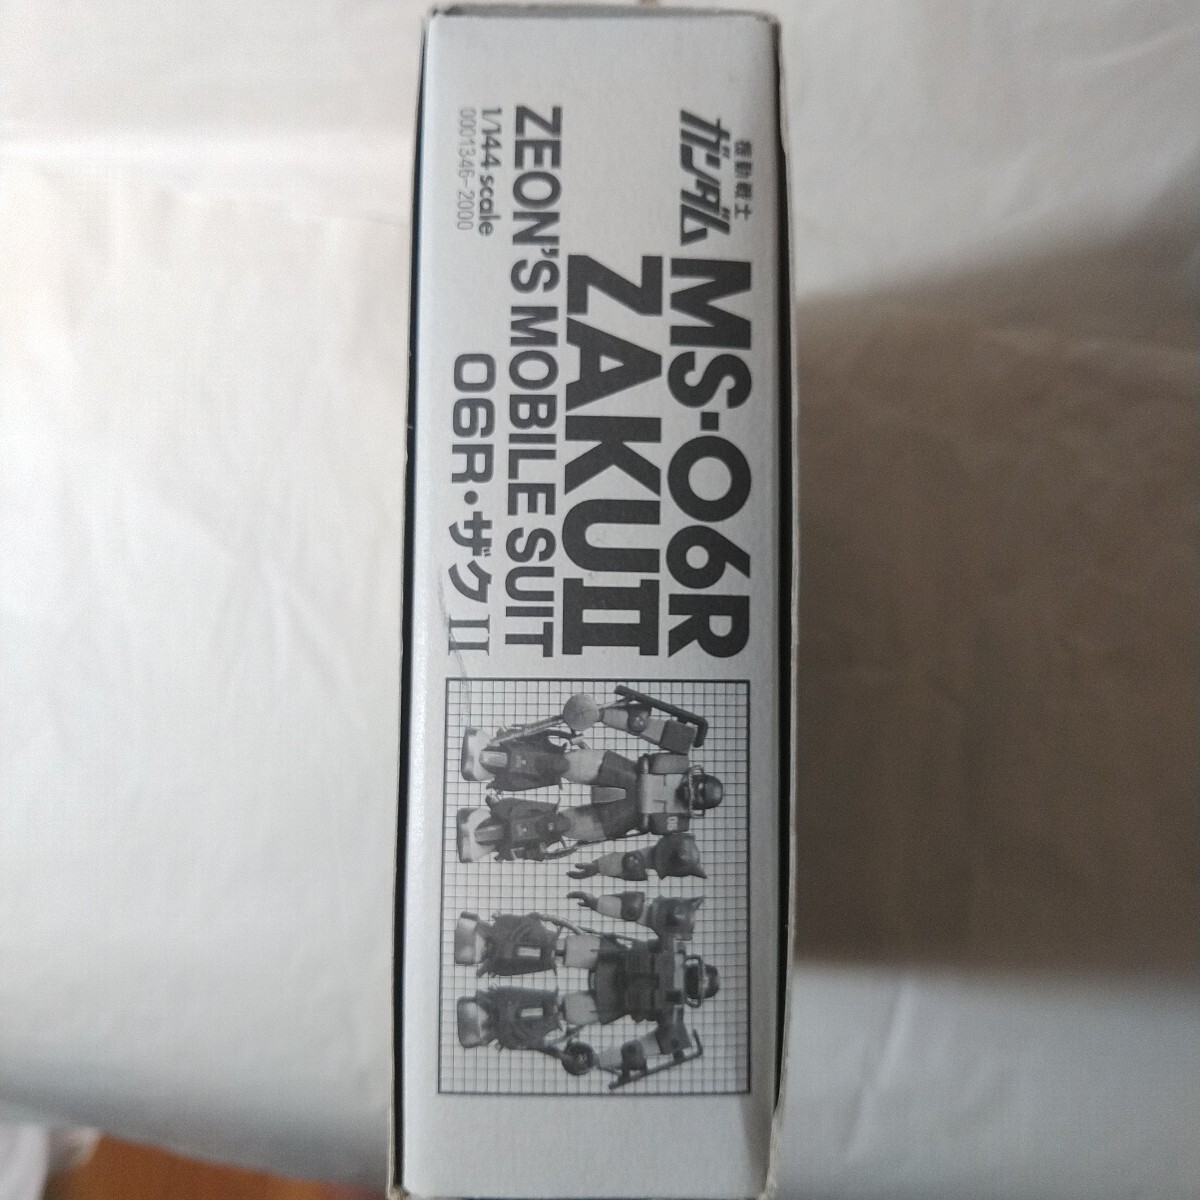 機動戦士
ガンダム
MS-06R
ZAKUII
ZEON'S MOBILE SUIT
1/144 scale
0001346-2000
06R・ザクII